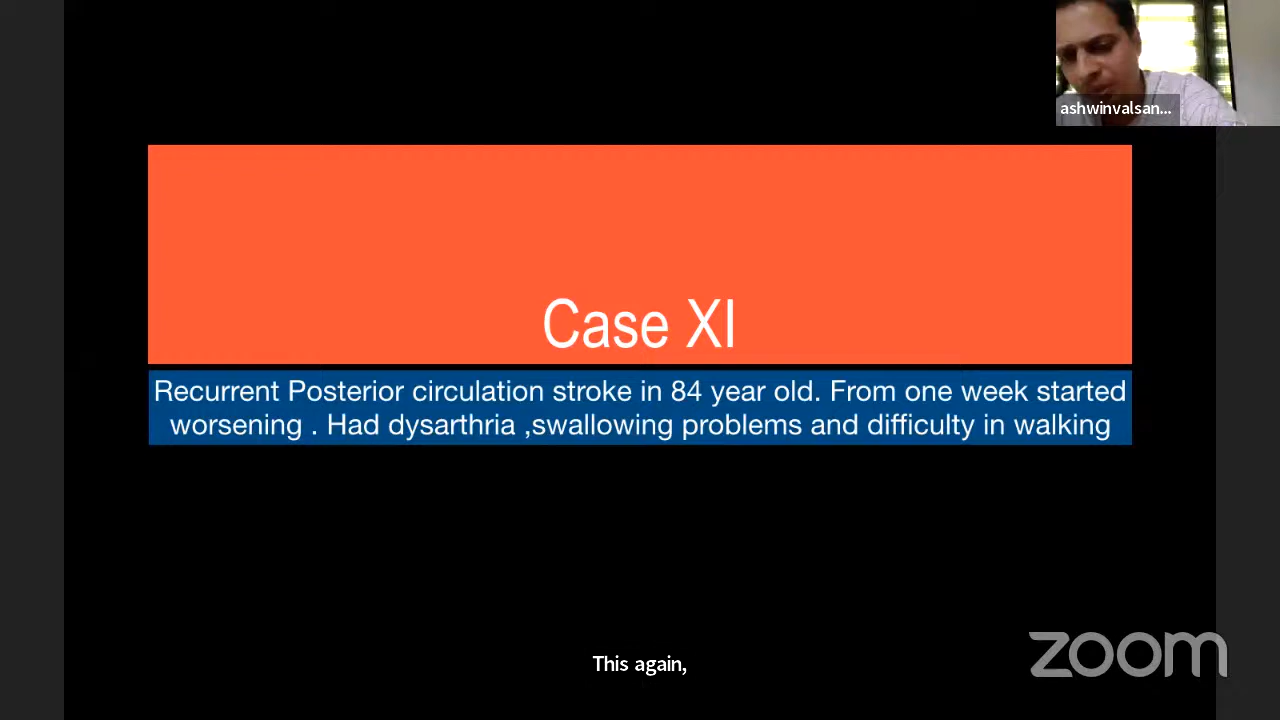 ashwinvalsan...
Case XI
Recurrent Posterior circulation stroke in 84 year old. From one week started
worsening . Had dysarthria ,swallowing problems and difficulty in walking
This again,
zoom